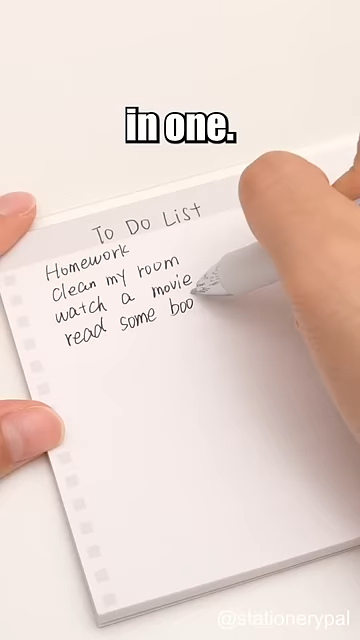 in one.
To Do List
Homework
clean my room
watch a movie
read some boo
@stationerypal